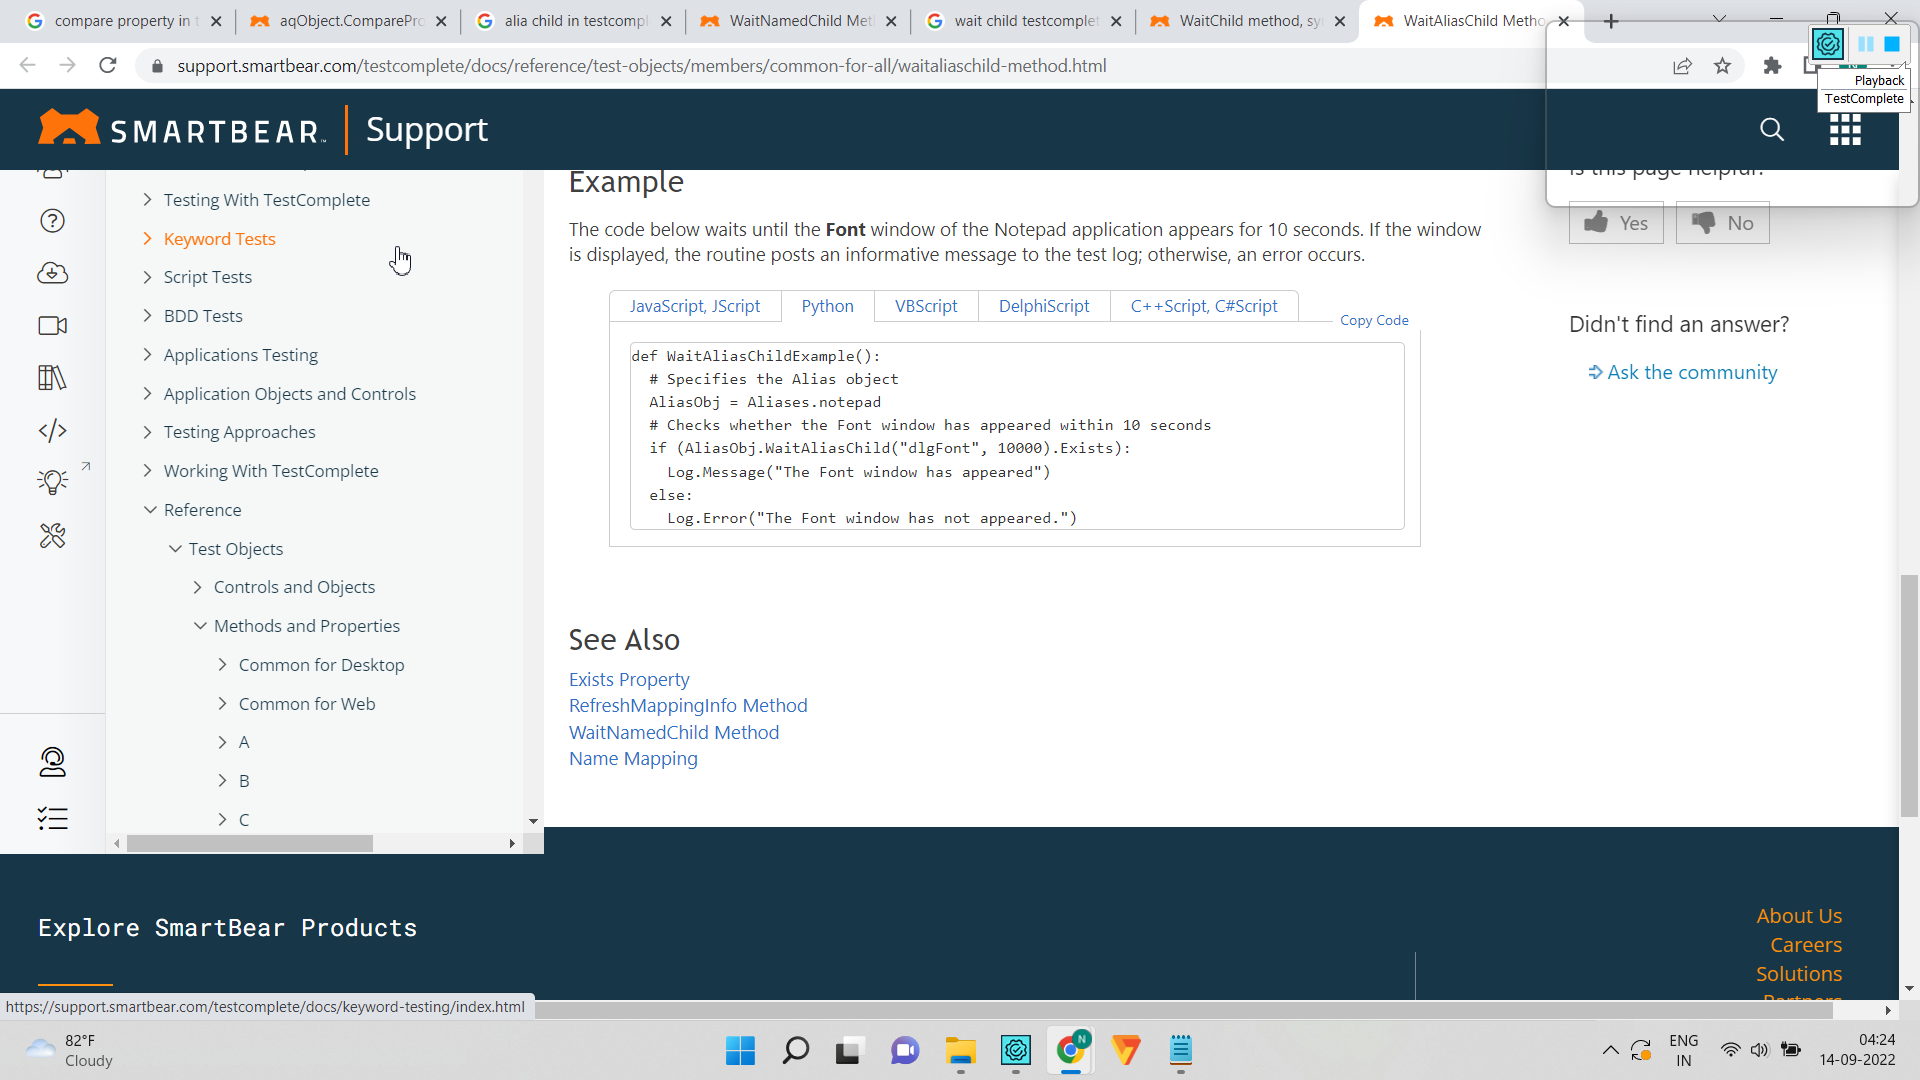 compare property in t
aqObject.ComparePro
alia child in testcompl
WaitNamedChild Met
wait child testcomplet
WaitChild method, sy
WaitAliasChild Metho
support.smartbear.com/testcomplete/docs/reference/test-objects/members/common-for-all/waitaliaschild-method.html
Playback
TestComplete
SMARTBEAR Support
Testing With TestComplete
Keyword Tests
Script Tests
BDD Tests
Applications Testing
Application Objects and Controls
Testing Approaches
Working With TestComplete
Reference
Test Objects
Controls and Objects
Methods and Properties
Common for Desktop
Common for Web
A
B
C
Example
The code below waits until the Font window of the Notepad application appears for 10 seconds. If the window
is displayed, the routine posts an informative message to the test log; otherwise, an error occurs.
JavaScript, JScript
Python
VBScript
DelphiScript
C++Script, C#Script
Copy Code
def WaitAliasChildExample():
# Specifies the Alias object
AliasObj = Aliases.notepad
# Checks whether the Font window has appeared within 10 seconds
if (AliasObj.WaitAliasChild("dlgFont", 10000).Exists):
Log.Message("The Font window has appeared")
else:
Log.Error("The Font window has not appeared.")
See Also
Exists Property
RefreshMappingInfo Method
WaitNamedChild Method
Name Mapping
Is this page helpful?
Yes
No
Didn't find an answer?
Ask the community
Explore SmartBear Products
About Us
Careers
Solutions
Partners
https://support.smartbear.com/testcomplete/docs/keyword-testing/index.html
82°F
Cloudy
N
ENG
IN
04:24
14-09-2022